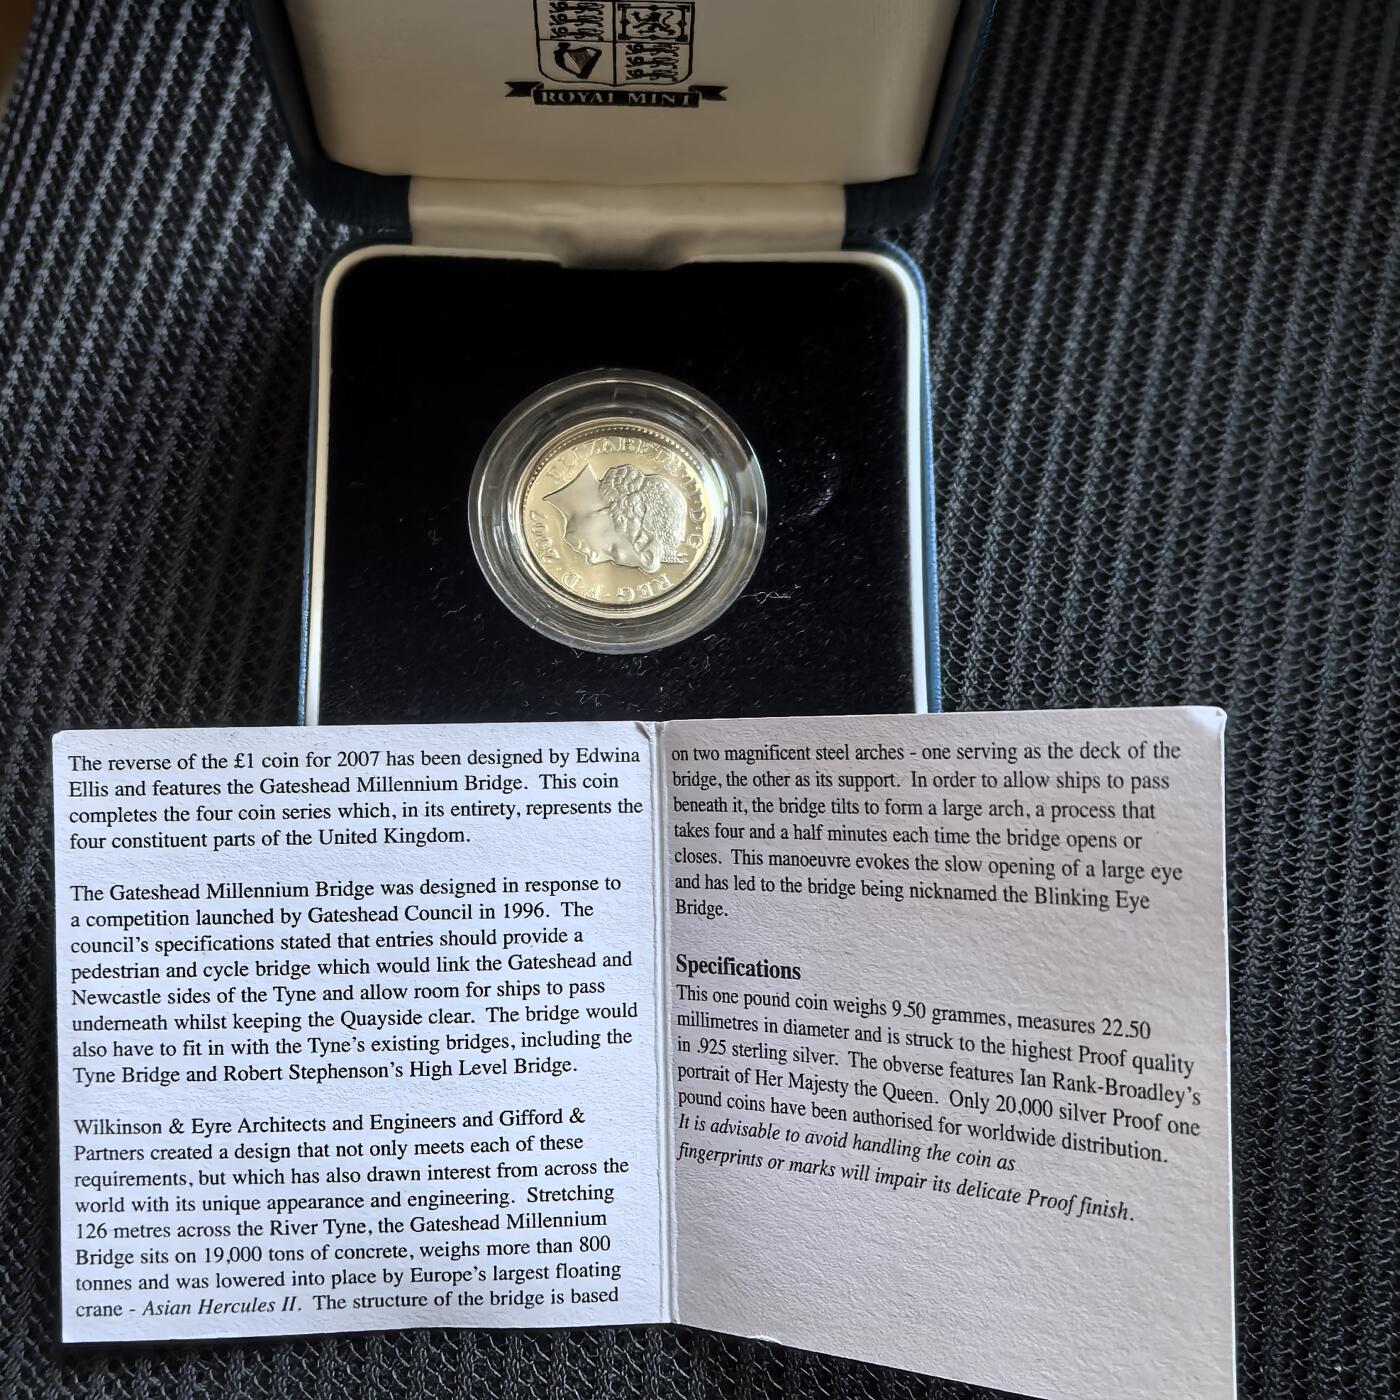 ROYAL MINT
ELIZABETH·II·D·G
REG·F·D·2007
The reverse of the £1 coin for 2007 has been designed by Edwina
Ellis and features the Gateshead Millennium Bridge. This coin
completes the four coin series which, in its entirety, represents the
four constituent parts of the United Kingdom.
The Gateshead Millennium Bridge was designed in response to
a competition launched by Gateshead Council in 1996. The
council's specifications stated that entries should provide a
pedestrian and cycle bridge which would link the Gateshead and
Newcastle sides of the Tyne and allow room for ships to pass
underneath whilst keeping the Quayside clear. The bridge would
also have to fit in with the Tyne's existing bridges, including the
Tyne Bridge and Robert Stephenson's High Level Bridge.
Wilkinson & Eyre Architects and Engineers and Gifford &
Partners created a design that not only meets each of these
requirements, but which has also drawn interest from across the
world with its unique appearance and engineering. Stretching
126 metres across the River Tyne, the Gateshead Millennium
Bridge sits on 19,000 tons of concrete, weighs more than 800
tonnes and was lowered into place by Europe's largest floating
crane - Asian Hercules II. The structure of the bridge is based
on two magnificent steel arches - one serving as the deck of the
bridge, the other as its support. In order to allow ships to pass
beneath it, the bridge tilts to form a large arch, a process that
takes four and a half minutes each time the bridge opens or
closes. This manoeuvre evokes the slow opening of a large eye
and has led to the bridge being nicknamed the Blinking Eye
Bridge.
Specifications
This one pound coin weighs 9.50 grammes, measures 22.50
millimetres in diameter and is struck to the highest Proof quality
in .925 sterling silver. The obverse features Ian Rank-Broadley's
portrait of Her Majesty the Queen. Only 20,000 silver Proof one
pound coins have been authorised for worldwide distribution.
It is advisable to avoid handling the coin as
fingerprints or marks will impair its delicate Proof finish.